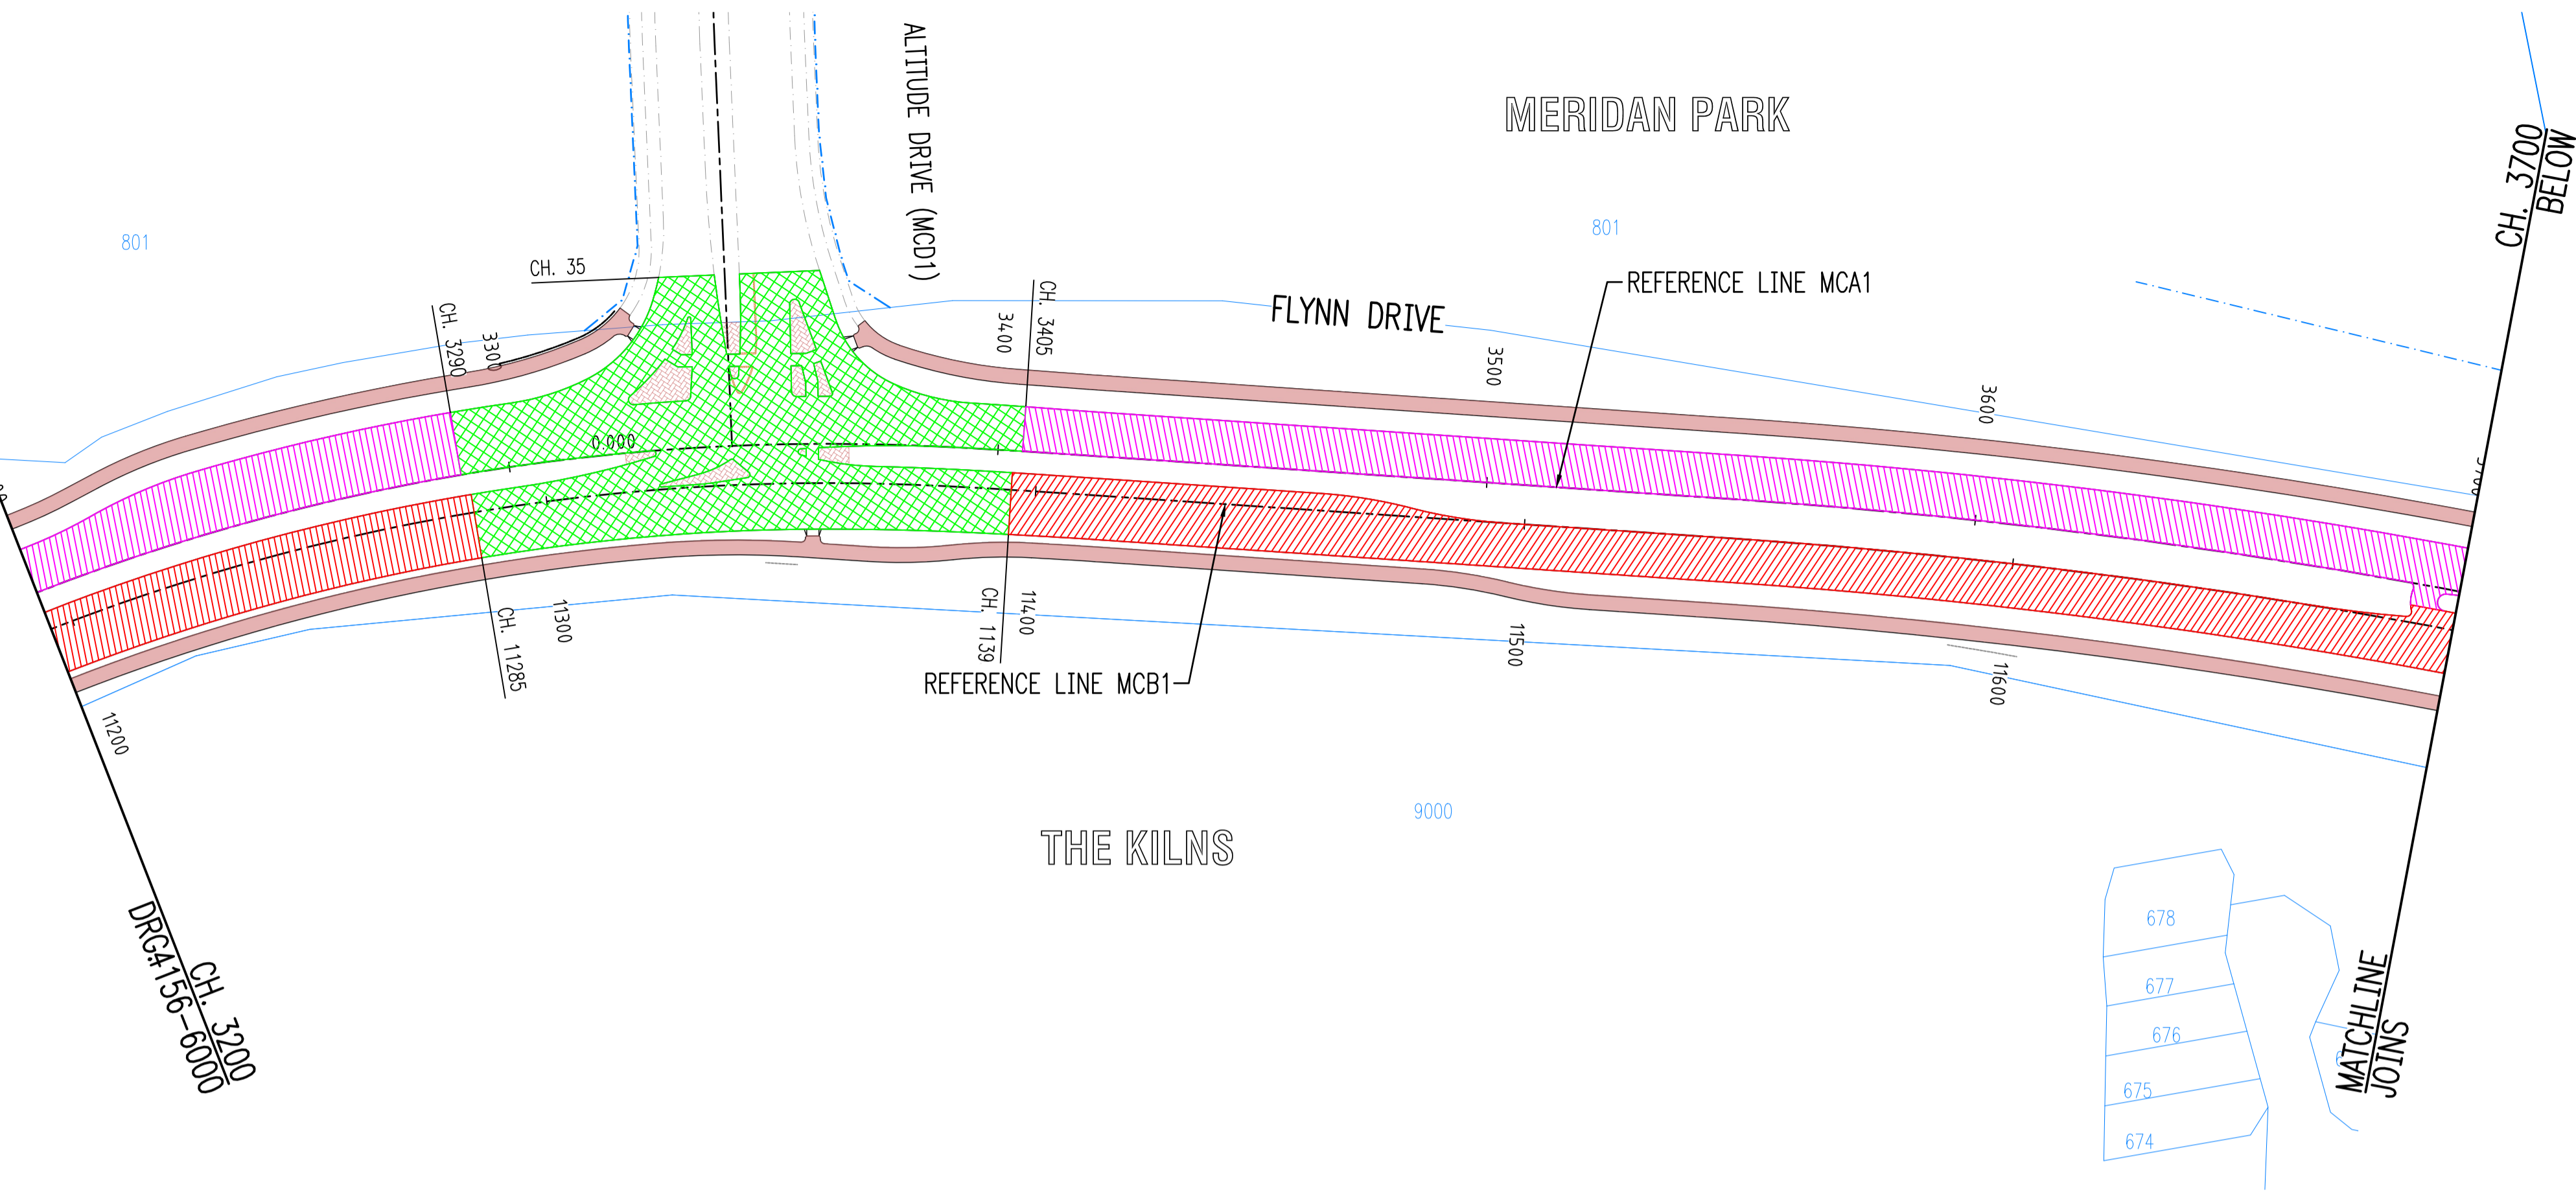 ALTITUDE DRIVE (MCD1)
MERIDAN PARK
CH. 3700
BELOW
801
801
CH. 35
REFERENCE LINE MCA1
FLYNN DRIVE
CH. 3290
3300
3400
CH. 3405
3500
3600
0.000
CH. 11285
11300
CH. 1139
11400
11500
11600
REFERENCE LINE MCB1
11200
9000
THE KILNS
678
677
676
675
674
CH. 3200
DRG4156-6000
MATCHLINE
JOINS